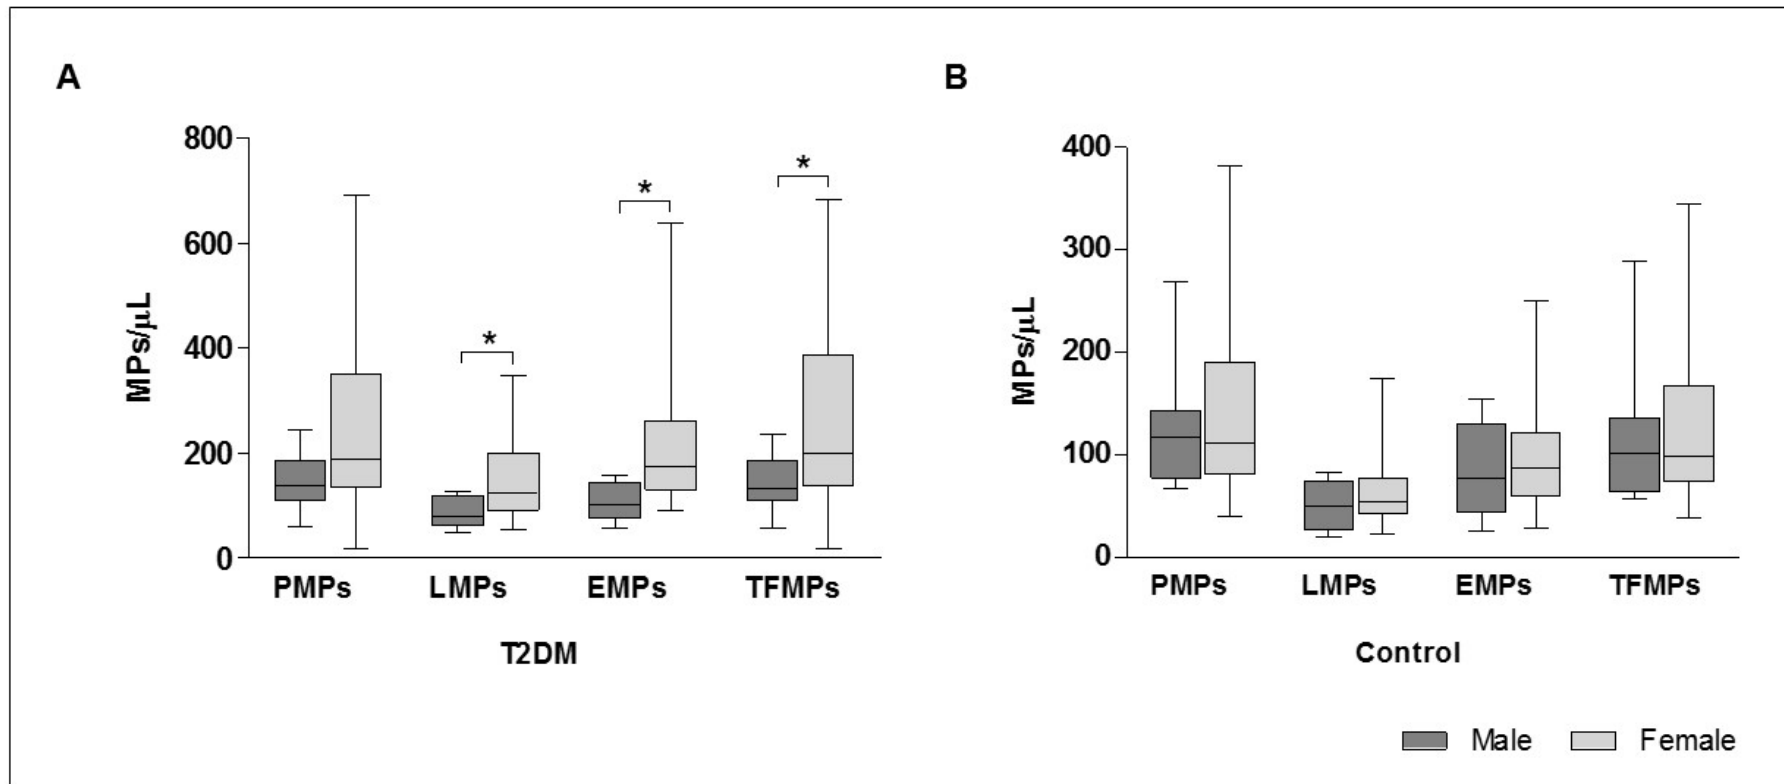 A
MPs/μL
800
600
400
200
0
*
*
*
PMPs LMPs EMPs TFMPs
T2DM
B
MPs/μL
400
300
200
100
0
PMPs LMPs EMPs TFMPs
Control
Male Female